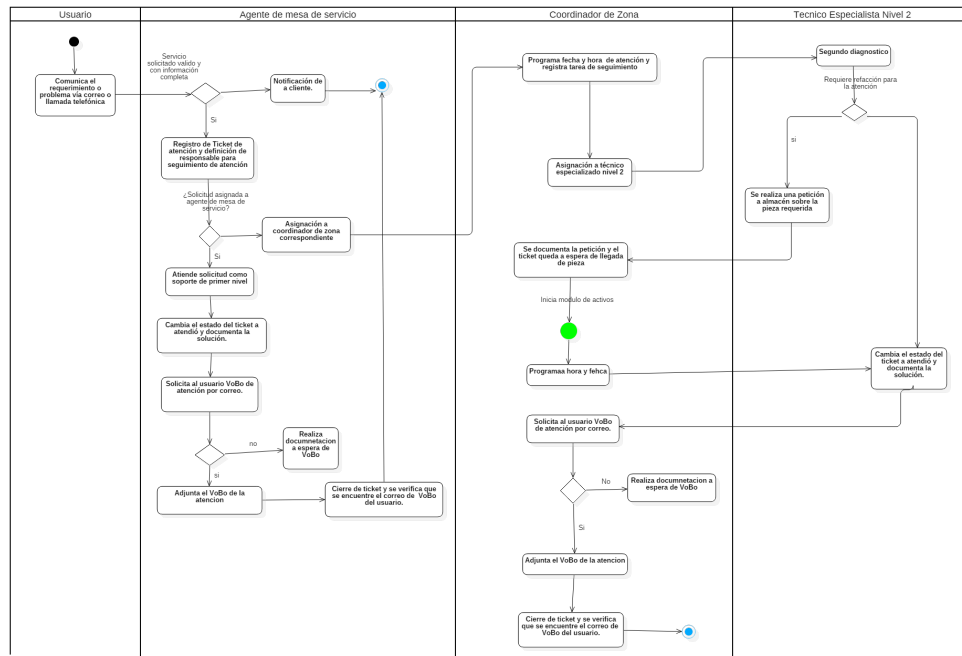 Usuario
Agente de mesa de servicio
Coordinador de Zona
Tecnico Especialista Nivel 2
Comunica el
requerimiento o
problema vía correo o
llamada telefónica
Servicio
solicitado valido y
con información
completa
Notificación de
a cliente.
Si
Registro de Ticket de
atención y definición de
responsable para
seguimiento de atención
¿Solicitud asignada a
agente de mesa de
servicio?
Asignación a
coordinador de zona
correspondiente
Si
Atiende solicitud como
soporte de primer nivel
Cambia el estado del ticket a
atendió y documenta la
solución.
Solicita al usuario VoBo de
atención por correo.
no
Realiza
documnetacion
a espera de
VoBo
si
Adjunta el VoBo de la
atencion
Cierre de ticket y se verifica que
se encuentre el correo de VoBo
del usuario.
Programa fecha y hora de atención y
registra tarea de seguimiento
Asignación a técnico
especializado nivel 2
Se documenta la petición y el
ticket queda a espera de llegada
de pieza
Inicia modulo de activos
Programaa hora y fehca
Solicita al usuario VoBo
de atención por correo.
No
Realiza documnetacion a
espera de VoBo
Si
Adjunta el VoBo de la atencion
Cierre de ticket y se verifica
que se encuentre el correo de
VoBo del usuario.
Segundo diagnostico
Requiere refacción para
la atención
si
Se realiza una petición
a almacén sobre la
pieza requerida
Cambia el estado del
ticket a atendió y
documenta la
solución.